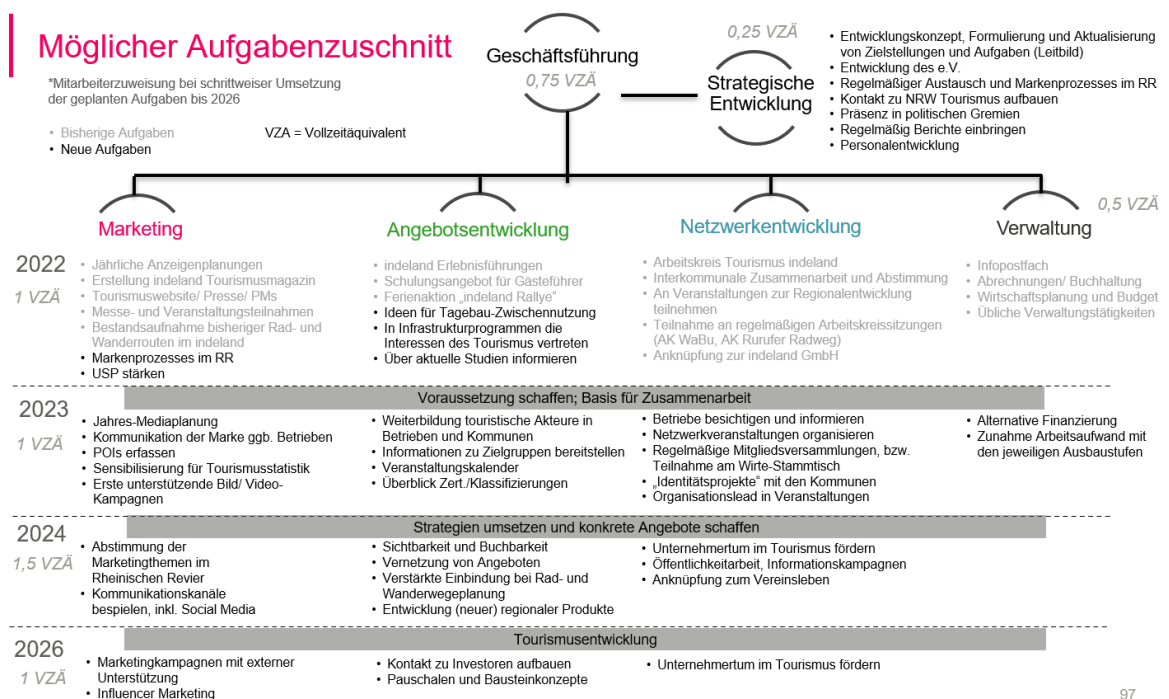 Möglicher Aufgabenzuschnitt
*Mitarbeiterzuweisung bei schrittweiser Umsetzung
der geplanten Aufgaben bis 2026
• Bisherige Aufgaben
• Neue Aufgaben
VZA = Vollzeitäquivalent
Geschäftsführung
0,75 VZÄ
0,25 VZÄ
Strategische
Entwicklung
• Entwicklungskonzept, Formulierung und Aktualisierung
von Zielstellungen und Aufgaben (Leitbild)
• Entwicklung des e.V.
• Regelmäßiger Austausch und Markenprozesses im RR
• Kontakt zu NRW Tourismus aufbauen
• Präsenz in politischen Gremien
• Regelmäßig Berichte einbringen
• Personalentwicklung
Marketing
Angebotsentwicklung
Netzwerkentwicklung
Verwaltung
0,5 VZÄ
2022
1 VZÄ
• Jährliche Anzeigenplanungen
• Erstellung indeland Tourismusmagazin
• Tourismuswebsite/ Presse/ PMs
• Messe- und Veranstaltungsteilnahmen
• Bestandsaufnahme bisheriger Rad- und
Wanderrouten im indeland
• Markenprozesses im RR
• USP stärken
• indeland Erlebnisführungen
• Schulungsangebot für Gästeführer
• Ferienaktion „indeland Rallye"
• Ideen für Tagebau-Zwischennutzung
• In Infrastrukturprogrammen die
Interessen des Tourismus vertreten
• Über aktuelle Studien informieren
• Arbeitskreis Tourismus indeland
• Interkommunale Zusammenarbeit und Abstimmung
• An Veranstaltungen zur Regionalentwicklung
teilnehmen
• Teilnahme an regelmäßigen Arbeitskreissitzungen
(AK WaBu, AK Rurufer Radweg)
• Anknüpfung zur indeland GmbH
• Infopostfach
• Abrechnungen/ Buchhaltung
• Wirtschaftsplanung und Budget
• Übliche Verwaltungstätigkeiten
Voraussetzung schaffen; Basis für Zusammenarbeit
2023
1 VZÄ
• Jahres-Mediaplanung
• Kommunikation der Marke ggb. Betrieben
• POIs erfassen
• Sensibilisierung für Tourismusstatistik
• Erste unterstützende Bild/ Video-
Kampagnen
• Weiterbildung touristische Akteure in
Betrieben und Kommunen
• Informationen zu Zielgruppen bereitstellen
• Veranstaltungskalender
• Überblick Zert./Klassifizierungen
• Betriebe besichtigen und informieren
• Netzwerkveranstaltungen organisieren
• Regelmäßige Mitgliedsversammlungen, bzw.
Teilnahme am Wirte-Stammtisch
• „Identitätsprojekte" mit den Kommunen
• Organisationslead in Veranstaltungen
• Alternative Finanzierung
• Zunahme Arbeitsaufwand mit
den jeweiligen Ausbaustufen
Strategien umsetzen und konkrete Angebote schaffen
2024
1,5 VZÄ
• Abstimmung der
Marketingthemen im
Rheinischen Revier
• Kommunikationskanäle
bespielen, inkl. Social Media
• Sichtbarkeit und Buchbarkeit
• Vernetzung von Angeboten
• Verstärkte Einbindung bei Rad- und
Wanderwegeplanung
• Entwicklung (neuer) regionaler Produkte
• Unternehmertum im Tourismus fördern
• Öffentlichkeitarbeit, Informationskampagnen
• Anknüpfung zum Vereinsleben
Tourismusentwicklung
2026
1 VZÄ
• Marketingkampagnen mit externer
Unterstützung
• Influencer Marketing
• Kontakt zu Investoren aufbauen
• Pauschalen und Bausteinkonzepte
• Unternehmertum im Tourismus fördern
97